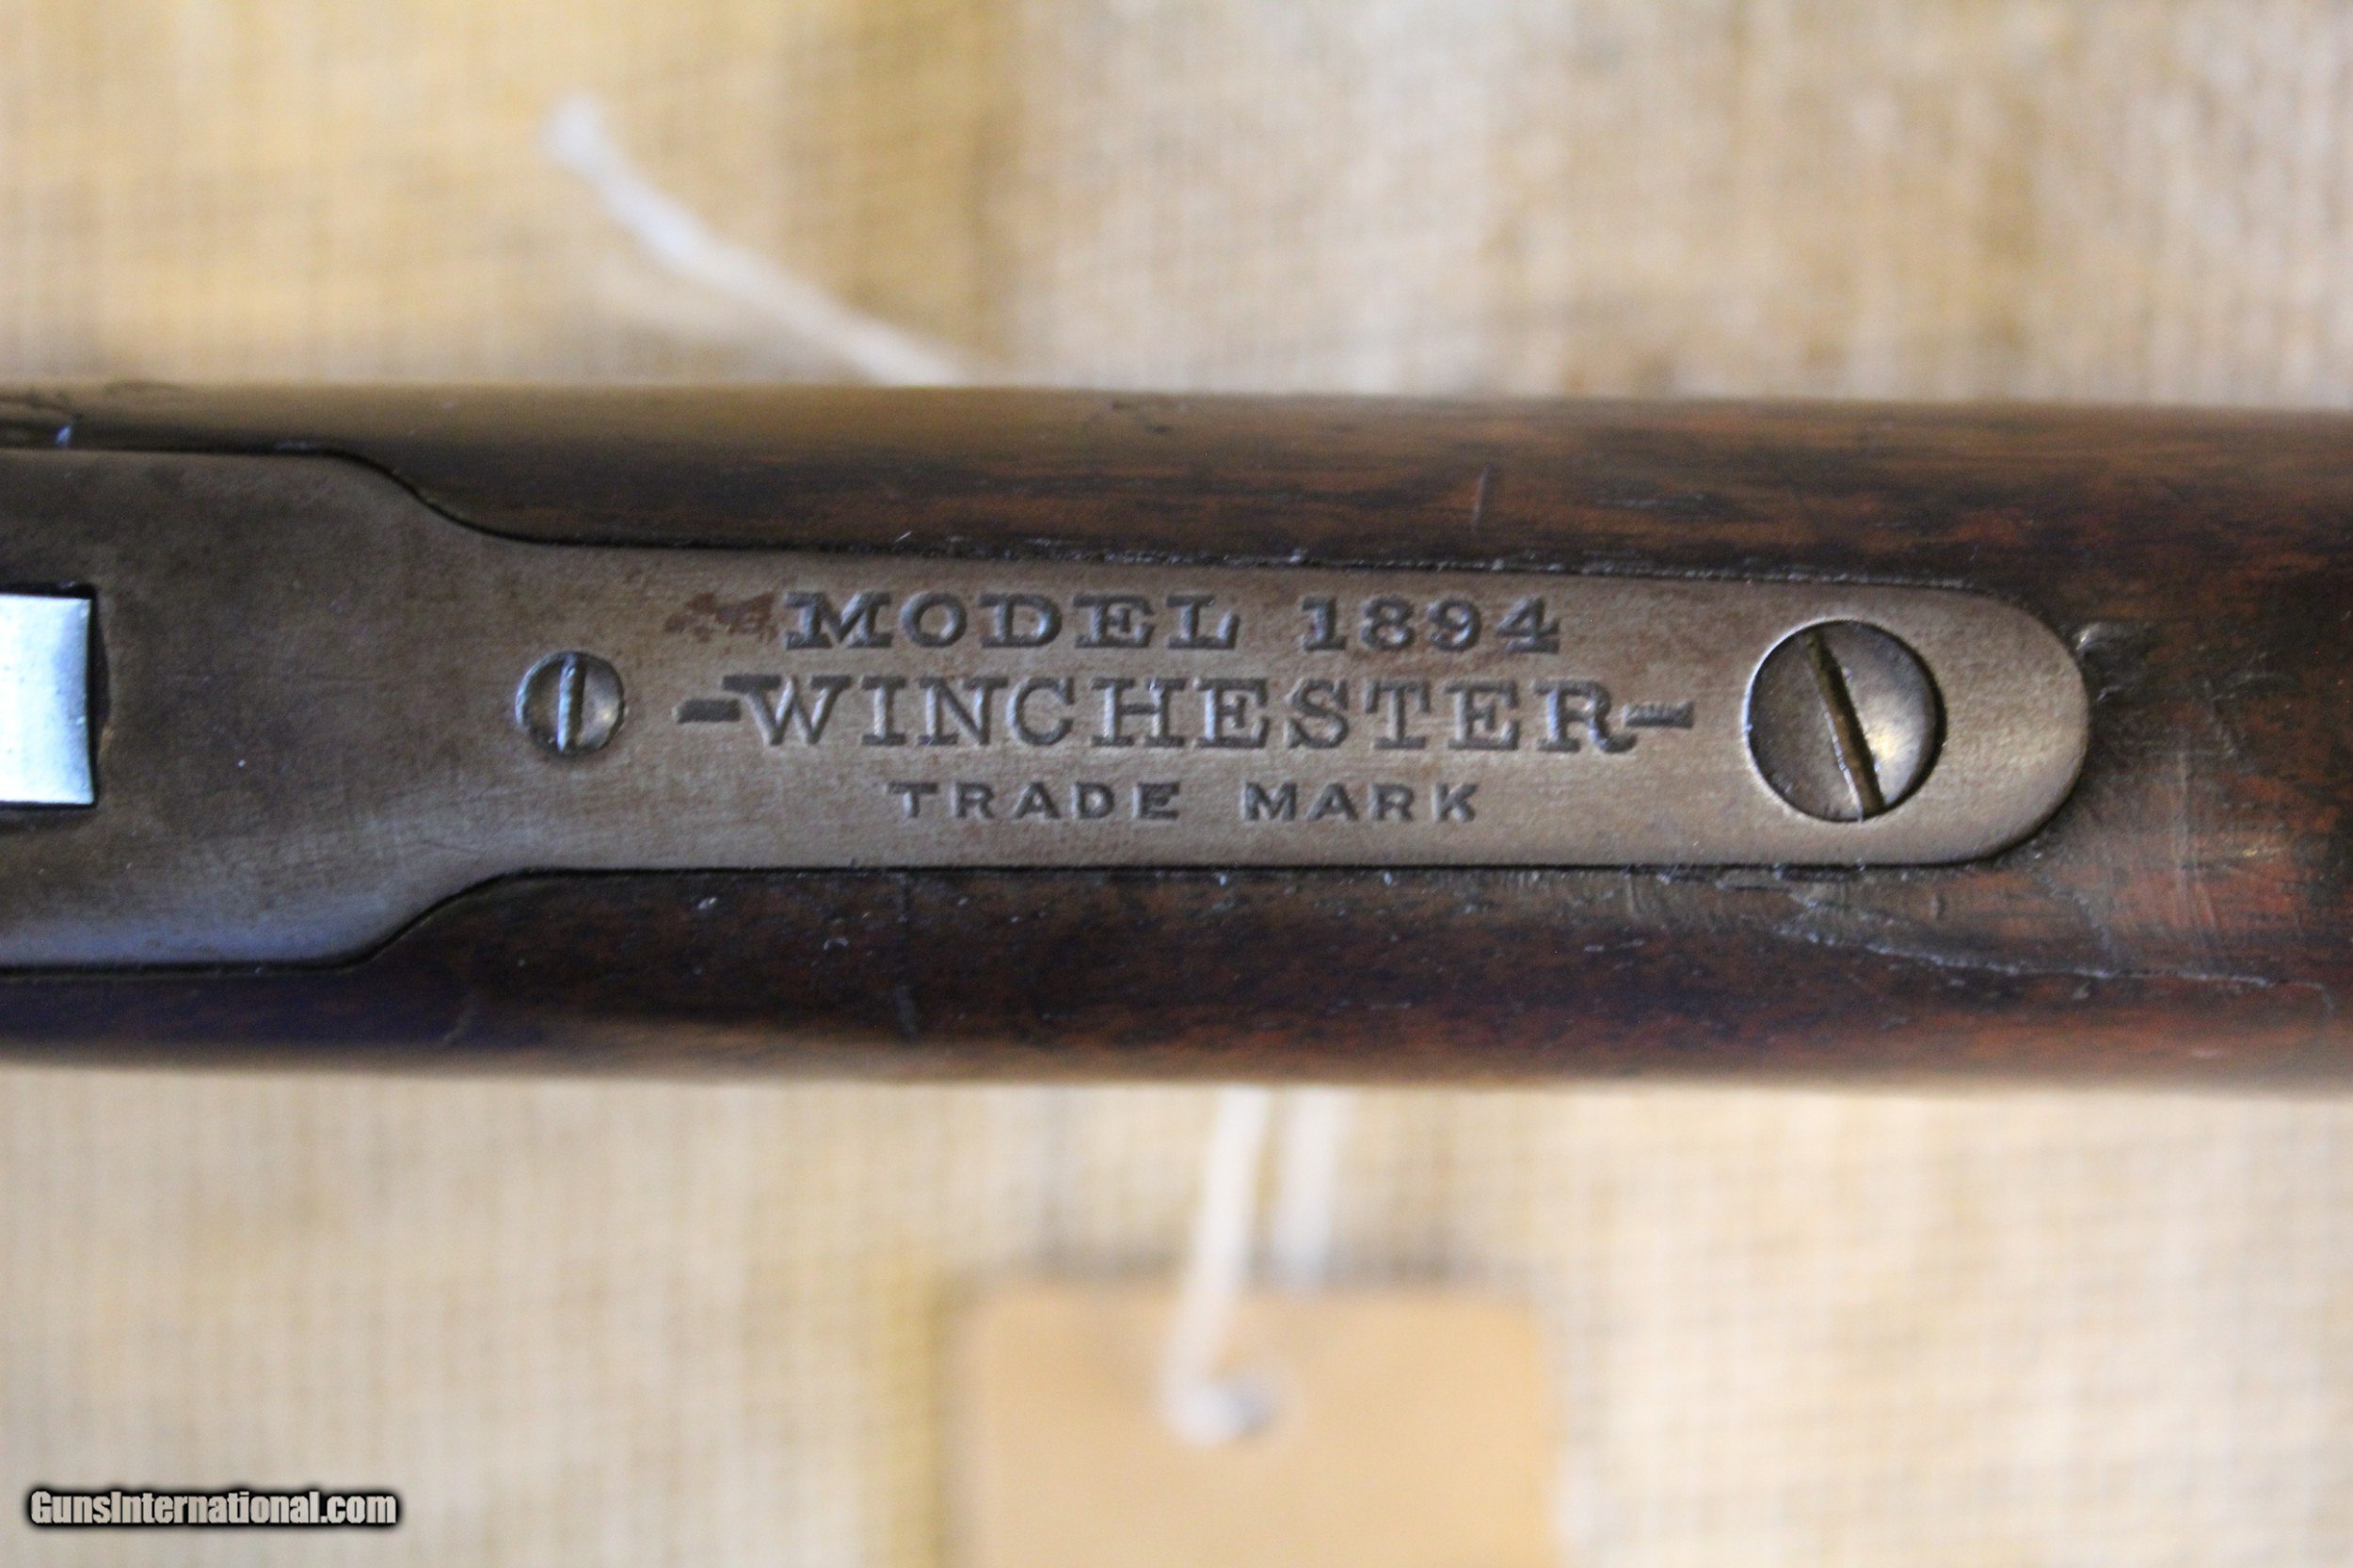 MODEL 1894
-WINCHESTER-
TRADE MARK
GunsInternational.com